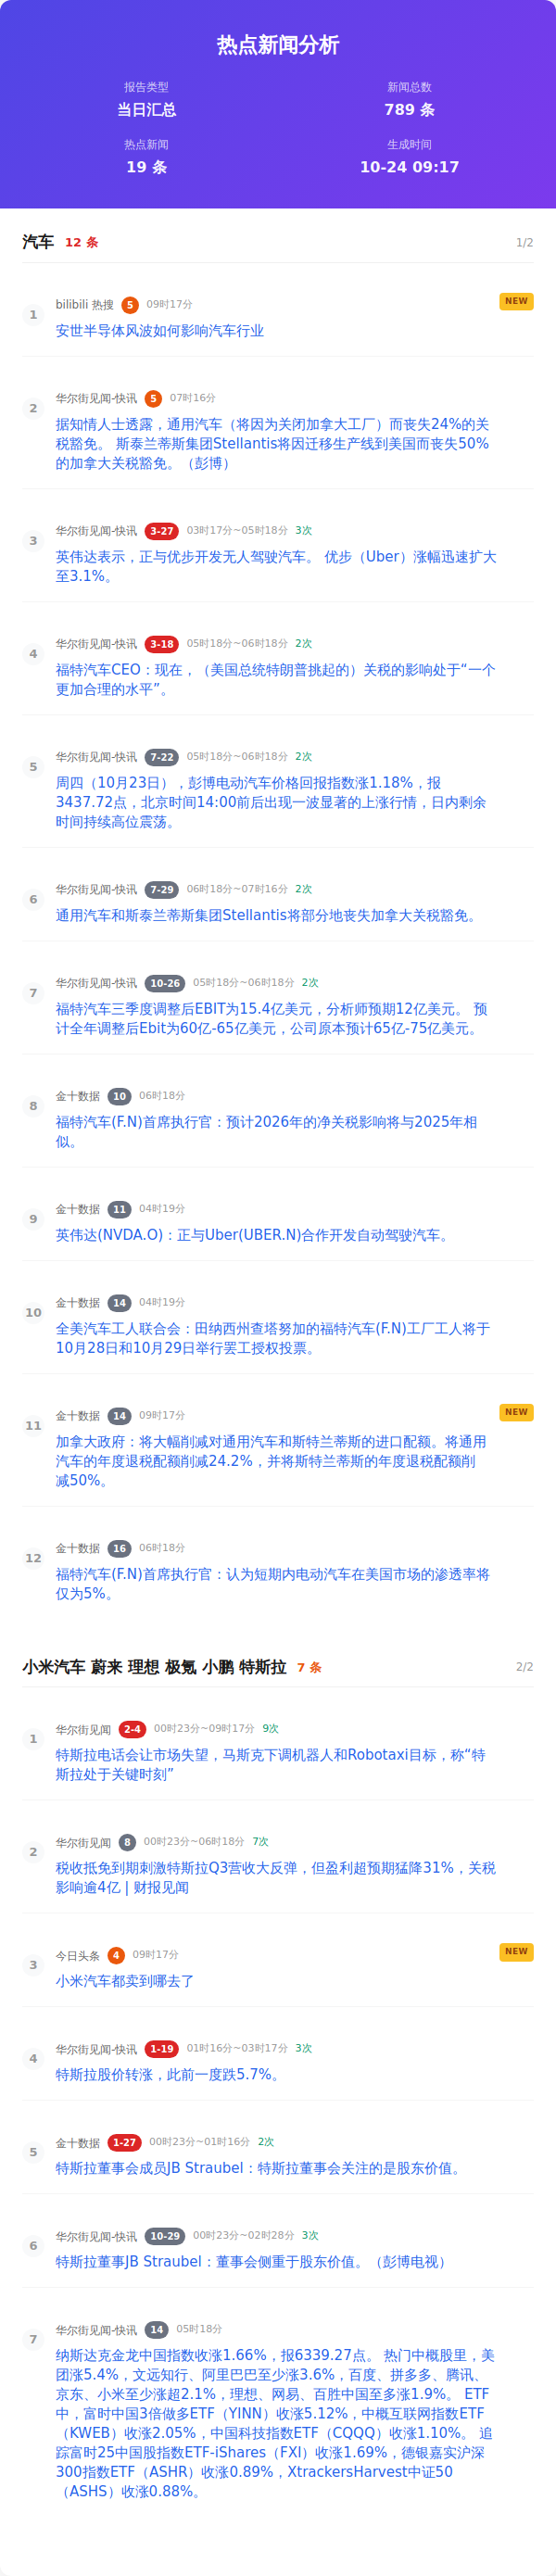 热点新闻分析
报告类型
当日汇总
新闻总数
789 条
热点新闻
19 条
生成时间
10-24 09:17
汽车 12 条 1/2
1 bilibili 热搜 5 09时17分 NEW
安世半导体风波如何影响汽车行业
2 华尔街见闻-快讯 5 07时16分
据知情人士透露，通用汽车（将因为关闭加拿大工厂）而丧失24%的关
税豁免。 斯泰兰蒂斯集团Stellantis将因迁移生产线到美国而丧失50%
的加拿大关税豁免。（彭博）
3 华尔街见闻-快讯 3-27 03时17分~05时18分 3次
英伟达表示，正与优步开发无人驾驶汽车。 优步（Uber）涨幅迅速扩大
至3.1%。
4 华尔街见闻-快讯 3-18 05时18分~06时18分 2次
福特汽车CEO：现在，（美国总统特朗普挑起的）关税的影响处于“一个
更加合理的水平”。
5 华尔街见闻-快讯 7-22 05时18分~06时18分 2次
周四（10月23日），彭博电动汽车价格回报指数涨1.18%，报
3437.72点，北京时间14:00前后出现一波显著的上涨行情，日内剩余
时间持续高位震荡。
6 华尔街见闻-快讯 7-29 06时18分~07时16分 2次
通用汽车和斯泰兰蒂斯集团Stellantis将部分地丧失加拿大关税豁免。
7 华尔街见闻-快讯 10-26 05时18分~06时18分 2次
福特汽车三季度调整后EBIT为15.4亿美元，分析师预期12亿美元。 预
计全年调整后Ebit为60亿-65亿美元，公司原本预计65亿-75亿美元。
8 金十数据 10 06时18分
福特汽车(F.N)首席执行官：预计2026年的净关税影响将与2025年相
似。
9 金十数据 11 04时19分
英伟达(NVDA.O)：正与Uber(UBER.N)合作开发自动驾驶汽车。
10 金十数据 14 04时19分
全美汽车工人联合会：田纳西州查塔努加的福特汽车(F.N)工厂工人将于
10月28日和10月29日举行罢工授权投票。
11 金十数据 14 09时17分 NEW
加拿大政府：将大幅削减对通用汽车和斯特兰蒂斯的进口配额。将通用
汽车的年度退税配额削减24.2%，并将斯特兰蒂斯的年度退税配额削
减50%。
12 金十数据 16 06时18分
福特汽车(F.N)首席执行官：认为短期内电动汽车在美国市场的渗透率将
仅为5%。
小米汽车 蔚来 理想 极氪 小鹏 特斯拉 7 条 2/2
1 华尔街见闻 2-4 00时23分~09时17分 9次
特斯拉电话会让市场失望，马斯克下调机器人和Robotaxi目标，称“特
斯拉处于关键时刻”
2 华尔街见闻 8 00时23分~06时18分 7次
税收抵免到期刺激特斯拉Q3营收大反弹，但盈利超预期猛降31%，关税
影响逾4亿 | 财报见闻
3 今日头条 4 09时17分 NEW
小米汽车都卖到哪去了
4 华尔街见闻-快讯 1-19 01时16分~03时17分 3次
特斯拉股价转涨，此前一度跌5.7%。
5 金十数据 1-27 00时23分~01时16分 2次
特斯拉董事会成员JB Straubel：特斯拉董事会关注的是股东价值。
6 华尔街见闻-快讯 10-29 00时23分~02时28分 3次
特斯拉董事JB Straubel：董事会侧重于股东价值。（彭博电视）
7 华尔街见闻-快讯 14 05时18分
纳斯达克金龙中国指数收涨1.66%，报6339.27点。 热门中概股里，美
团涨5.4%，文远知行、阿里巴巴至少涨3.6%，百度、拼多多、腾讯、
京东、小米至少涨超2.1%，理想、网易、百胜中国至多涨1.9%。 ETF
中，富时中国3倍做多ETF（YINN）收涨5.12%，中概互联网指数ETF
（KWEB）收涨2.05%，中国科技指数ETF（CQQQ）收涨1.10%。 追
踪富时25中国股指数ETF-iShares（FXI）收涨1.69%，德银嘉实沪深
300指数ETF（ASHR）收涨0.89%，XtrackersHarvest中证50
（ASHS）收涨0.88%。